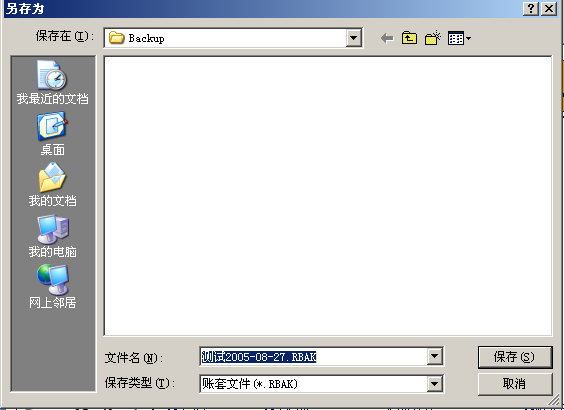 另存为
保存在(I):
Backup
我最近的文档
桌面
我的文档
我的电脑
网上邻居
文件名(N):
测试2005-08-27.RBAK
保存(S)
保存类型(T):
账套文件(*.RBAK)
取消